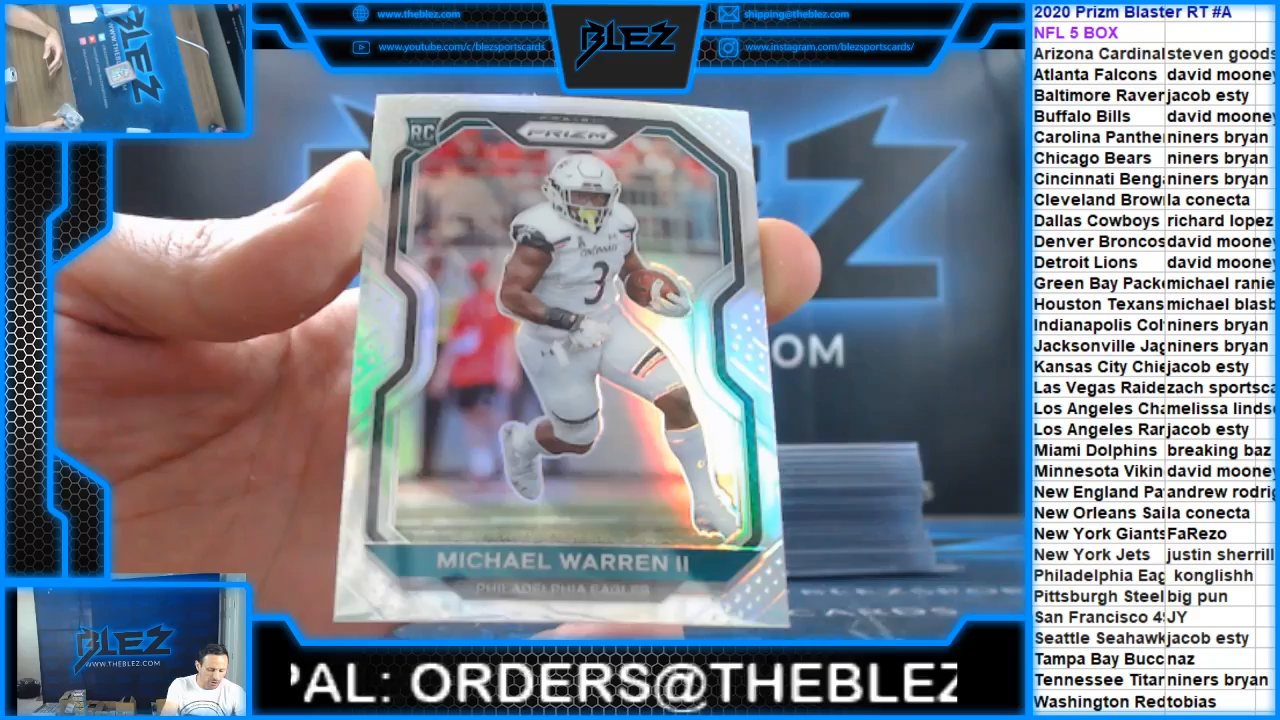 www.theblez.com
shipping@theblez.com
www.youtube.com/c/blezsportscards
www.instagram.com/blezsportscards/
BLEZ
RC
PANINI
PRIZM
CINCINNATI
3
MICHAEL WARREN II
PHILADELPHIA EAGLES
OM
BLEZ
WWW.THEBLEZ.COM
PAL: ORDERS@THEBLEZ
2020 Prizm Blaster RT #A
NFL 5 BOX
Arizona Cardinal steven goods
Atlanta Falcons david mooney
Baltimore Raver jacob esty
Buffalo Bills david mooney
Carolina Panthe niners bryan
Chicago Bears niners bryan
Cincinnati Beng niners bryan
Cleveland Brow la conecta
Dallas Cowboys richard lopez
Denver Broncos david mooney
Detroit Lions david mooney
Green Bay Pack michael ranie
Houston Texans michael blasb
Indianapolis Col niners bryan
Jacksonville Jag niners bryan
Kansas City Chie jacob esty
Las Vegas Raide zach sportsca
Los Angeles Cha melissa lindse
Los Angeles Ran jacob esty
Miami Dolphins breaking baz
Minnesota Vikin david mooney
New England Pa andrew rodrig
New Orleans Sai la conecta
New York Giants FaRezo
New York Jets justin sherrill
Philadelphia Eag konglishh
Pittsburgh Steel big pun
San Francisco 49 JY
Seattle Seahawk jacob esty
Tampa Bay Bucc naz
Tennessee Titan niners bryan
Washington Red tobias